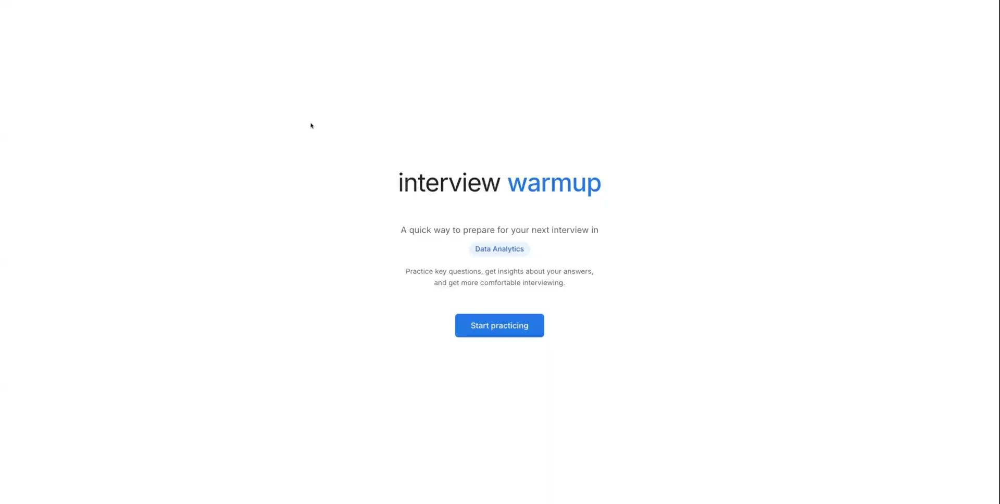 interview warmup
A quick way to prepare for your next interview in
Data Analytics
Practice key questions, get insights about your answers,
and get more comfortable interviewing.
Start practicing